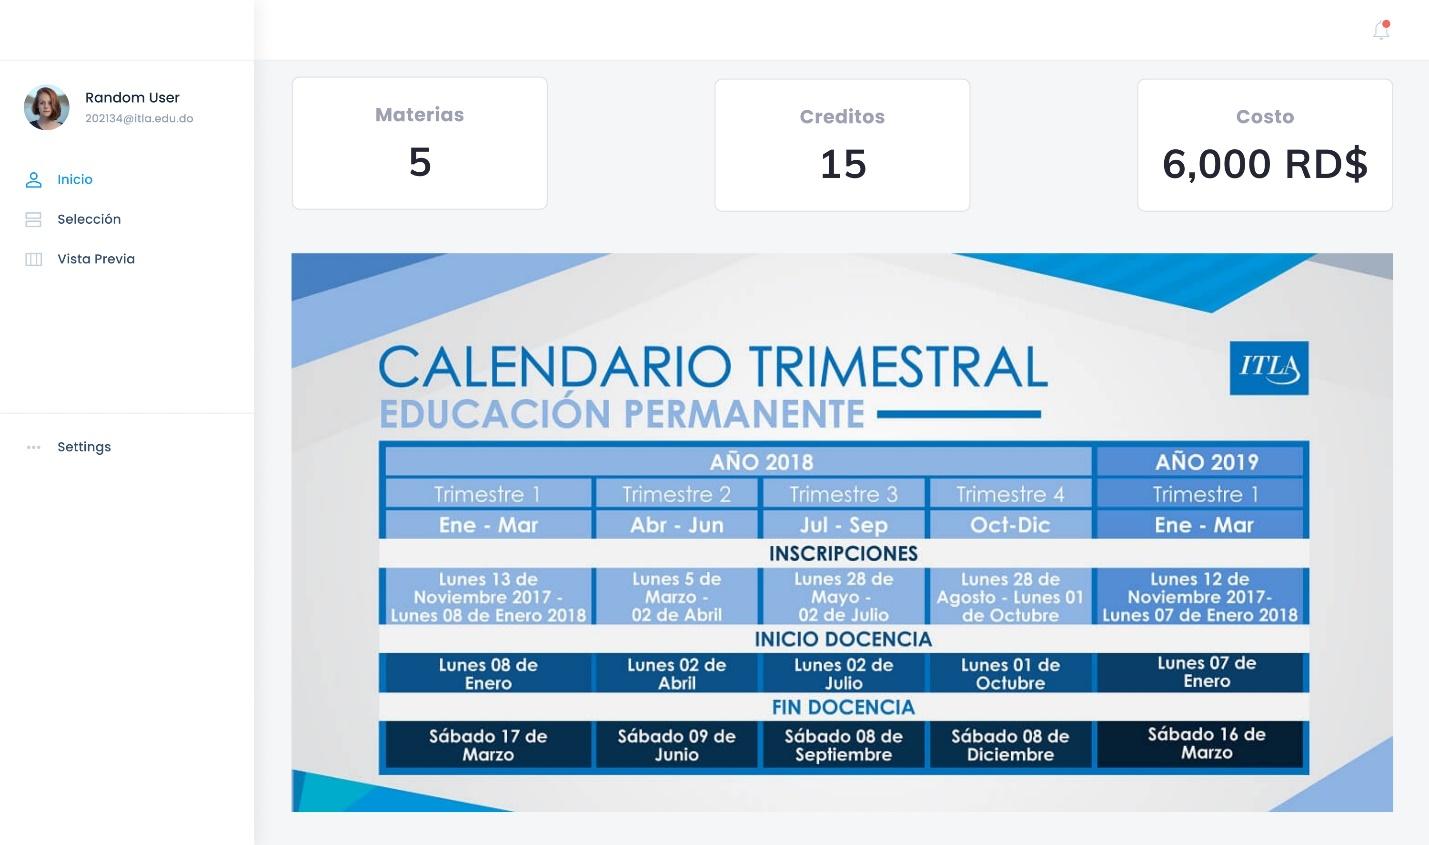 Random User
202134@itla.edu.do
Inicio
Selección
Vista Previa
Settings
Materias
5
Creditos
15
Costo
6,000 RD$
CALENDARIO TRIMESTRAL
EDUCACIÓN PERMANENTE
ITLA
AÑO 2018
AÑO 2019
Trimestre 1
Trimestre 2
Trimestre 3
Trimestre 4
Trimestre 1
Ene - Mar
Abr - Jun
Jul - Sep
Oct-Dic
Ene - Mar
INSCRIPCIONES
Lunes 13 de
Noviembre 2017 -
Lunes 08 de Enero 2018
Lunes 5 de
Marzo -
02 de Abril
Lunes 28 de
Mayo -
02 de Julio
Lunes 28 de
Agosto - Lunes 01
de Octubre
Lunes 12 de
Noviembre 2017-
Lunes 07 de Enero 2018
INICIO DOCENCIA
Lunes 08 de
Enero
Lunes 02 de
Abril
Lunes 02 de
Julio
Lunes 01 de
Octubre
Lunes 07 de
Enero
FIN DOCENCIA
Sábado 17 de
Marzo
Sábado 09 de
Junio
Sábado 08 de
Septiembre
Sábado 08 de
Diciembre
Sábado 16 de
Marzo